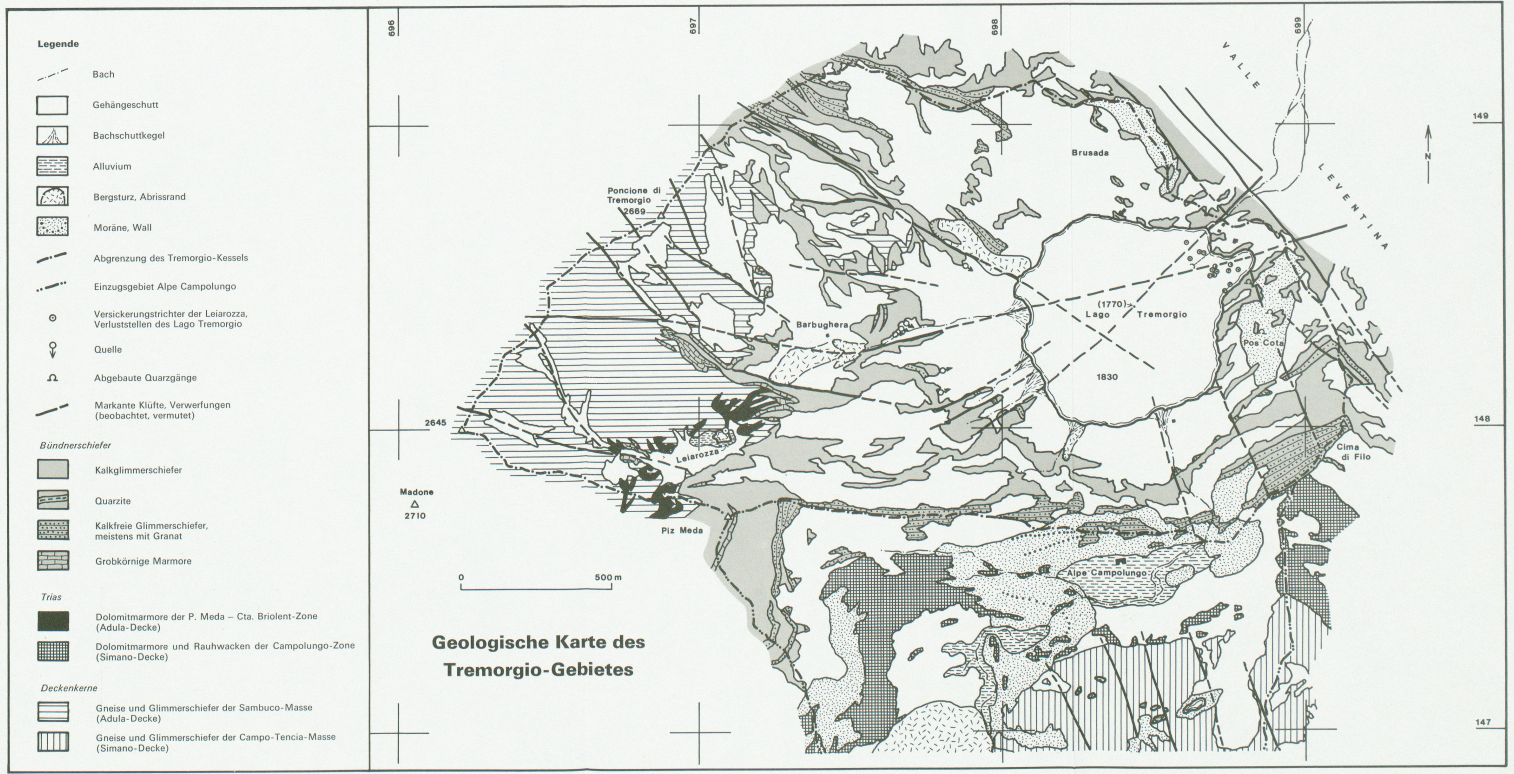 Legende
Bach
Gehängeschutt
Bachschuttkegel
Alluvium
Bergsturz, Abrissrand
Moräne, Wall
Abgrenzung des Tremorgio-Kessels
Einzugsgebiet Alpe Campolungo
Versickerungstrichter der Leiarozza,
Verluststellen des Lago Tremorgio
Quelle
Abgebaute Quarzgänge
Markante Klüfte, Verwerfungen
(beobachtet, vermutet)
Bündnerschiefer
Kalkglimmerschiefer
Quarzite
Kalkfreie Glimmerschiefer,
meistens mit Granat
Grobkörnige Marmore
Trias
Dolomitmarmore der P. Meda – Cta. Briolent-Zone
(Adula-Decke)
Dolomitmarmore und Rauhwacken der Campolungo-Zone
(Simano-Decke)
Deckenkerne
Gneise und Glimmerschiefer der Sambuco-Masse
(Adula-Decke)
Gneise und Glimmerschiefer der Campo-Tencia-Masse
(Simano-Decke)
696
697
698
699
VALLE
LEVENTINA
149
N
Brusada
Poncione di
Tremorgio
2669
(1770)
Lago Tremorgio
Barbughera
Pos Cota
1830
2645
148
Leiarozza
Cima
di Filo
Madone
2710
Piz Meda
Alpe Campolungo
0 500 m
Geologische Karte des
Tremorgio-Gebietes
147